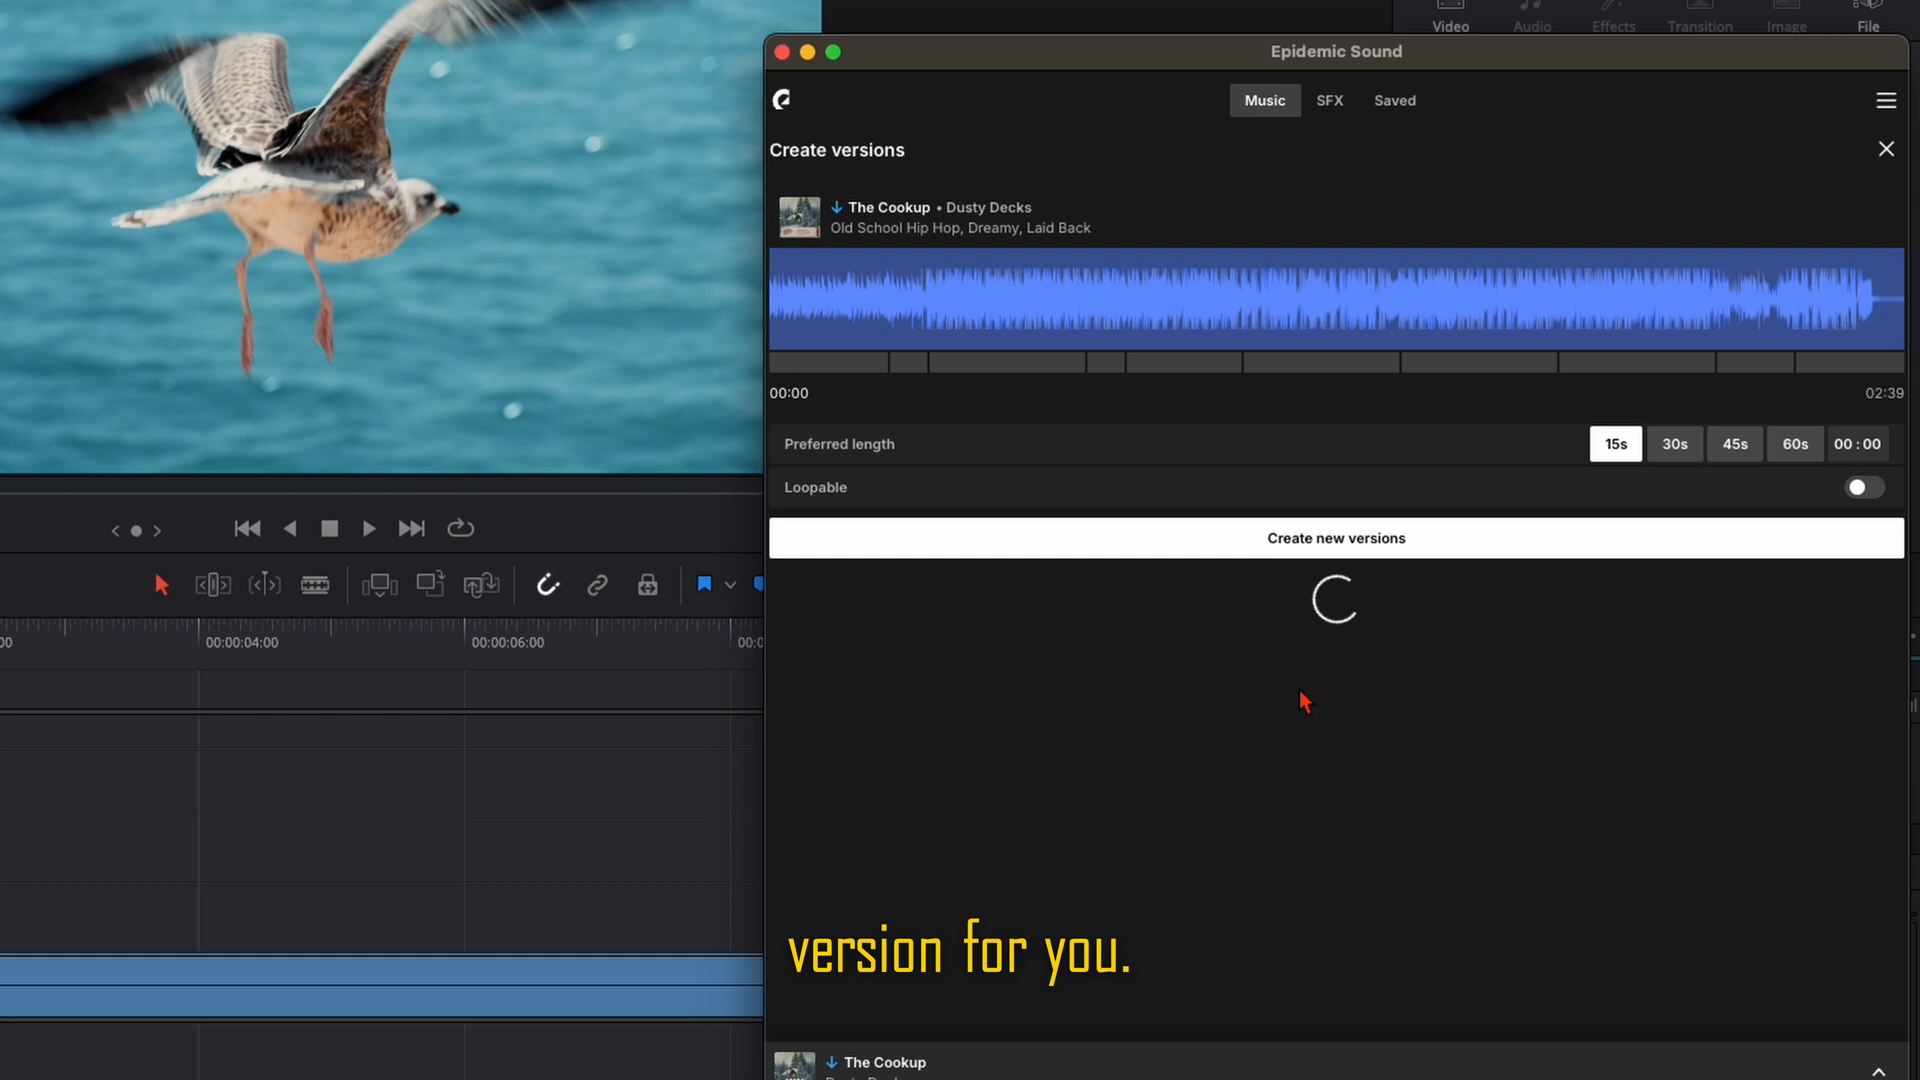 Video Audio Effects Transition Image File
Epidemic Sound
Music SFX Saved
Create versions
The Cookup • Dusty Decks
Old School Hip Hop, Dreamy, Laid Back
00:00 02:39
Preferred length 15s 30s 45s 60s 00 : 00
Loopable
Create new versions
00:00:04:00 00:00:06:00
version for you.
The Cookup